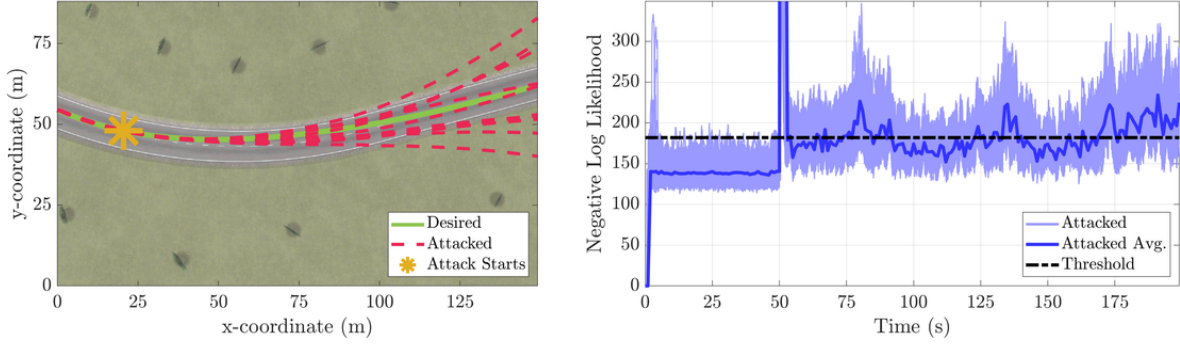 75
50
25
0
y-coordinate (m)
0
25
50
75
100
125
x-coordinate (m)
Desired
Attacked
Attack Starts
300
250
200
150
100
50
0
Negative Log Likelihood
0
25
50
75
100
125
150
175
Time (s)
Attacked
Attacked Avg.
Threshold